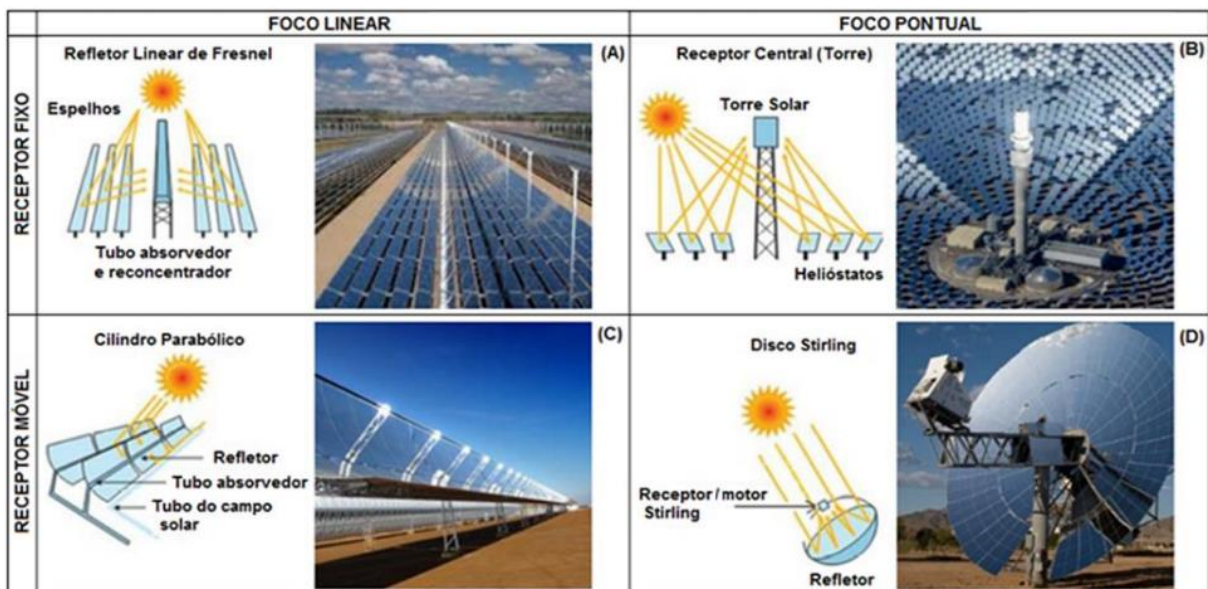 FOCO LINEAR
FOCO PONTUAL
RECEPTOR FIXO
Refletor Linear de Fresnel
(A)
Espelhos
Tubo absorvedor
e reconcentrador
Receptor Central (Torre)
(B)
Torre Solar
Helióstatos
RECEPTOR MÓVEL
Cilindro Parabólico
(C)
Refletor
Tubo absorvedor
Tubo do campo
solar
Disco Stirling
(D)
Receptor/motor
Stirling
Refletor